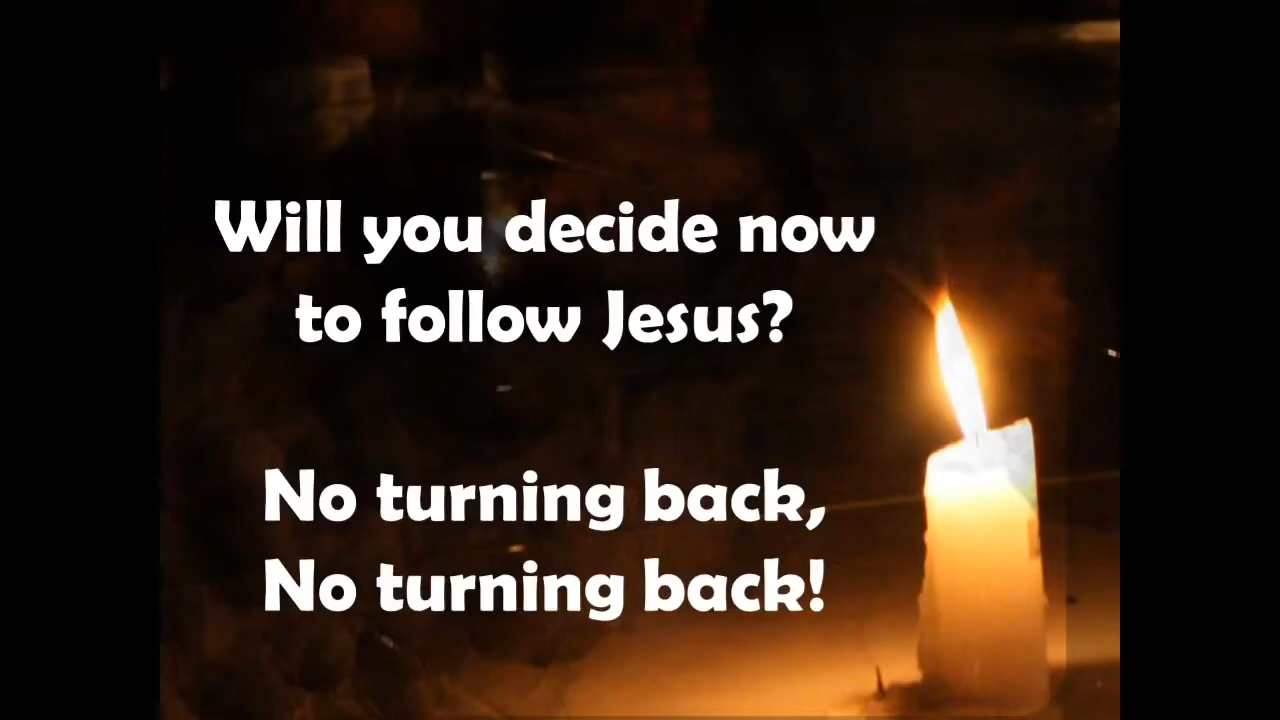 Will you decide now
to follow Jesus?
No turning back,
No turning back!